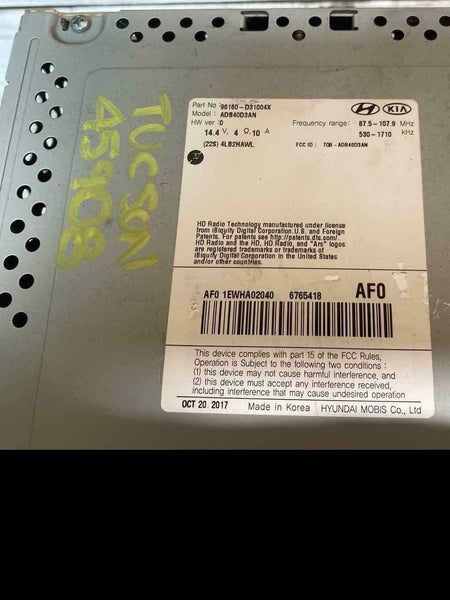 TUCSON
45908
Part No : 96160-D31004X
Model : ADB40D3AN
HW ver :0
14.4 V, 4 Ω, 10 A
(22S) 4LB2HAWL
HYUNDAI KIA
Frequency range: 87.5-107.9 MHz
530-1710 KHz
FCC ID : TQ8-ADB40D3AN
HD Radio Technology manufactured under license
from iBiquity Digital Corporation.U.S. and Foreign
Patents. For patents see http://patents.dts.com/.
HD Radio and the HD, HD Radio, and "Arc" logos
are registered trademarks or trademarks of
iBiquity Digital Corporation in the United States
and/or other countries.
AF0 1EWHA02040 6765418 AF0
This device complies with part 15 of the FCC Rules,
Operation is Subject to the following two conditions :
(1) this device may not cause harmful interference, and
(2) this device must accept any interference received,
including interference that may cause undesired operation
OCT 20. 2017 Made in Korea HYUNDAI MOBIS Co., Ltd